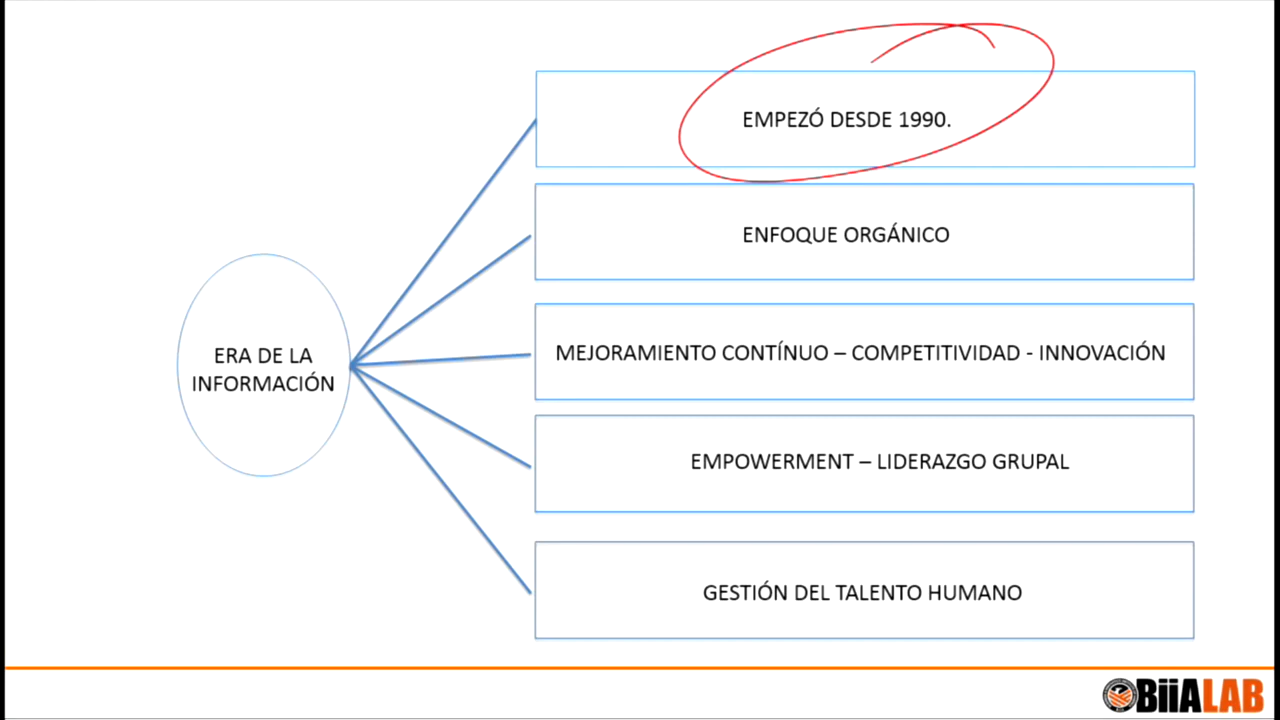 EMPEZÓ DESDE 1990.
ENFOQUE ORGÁNICO
ERA DE LA
INFORMACIÓN
MEJORAMIENTO CONTÍNUO – COMPETITIVIDAD - INNOVACIÓN
EMPOWERMENT – LIDERAZGO GRUPAL
GESTIÓN DEL TALENTO HUMANO
BiiALAB